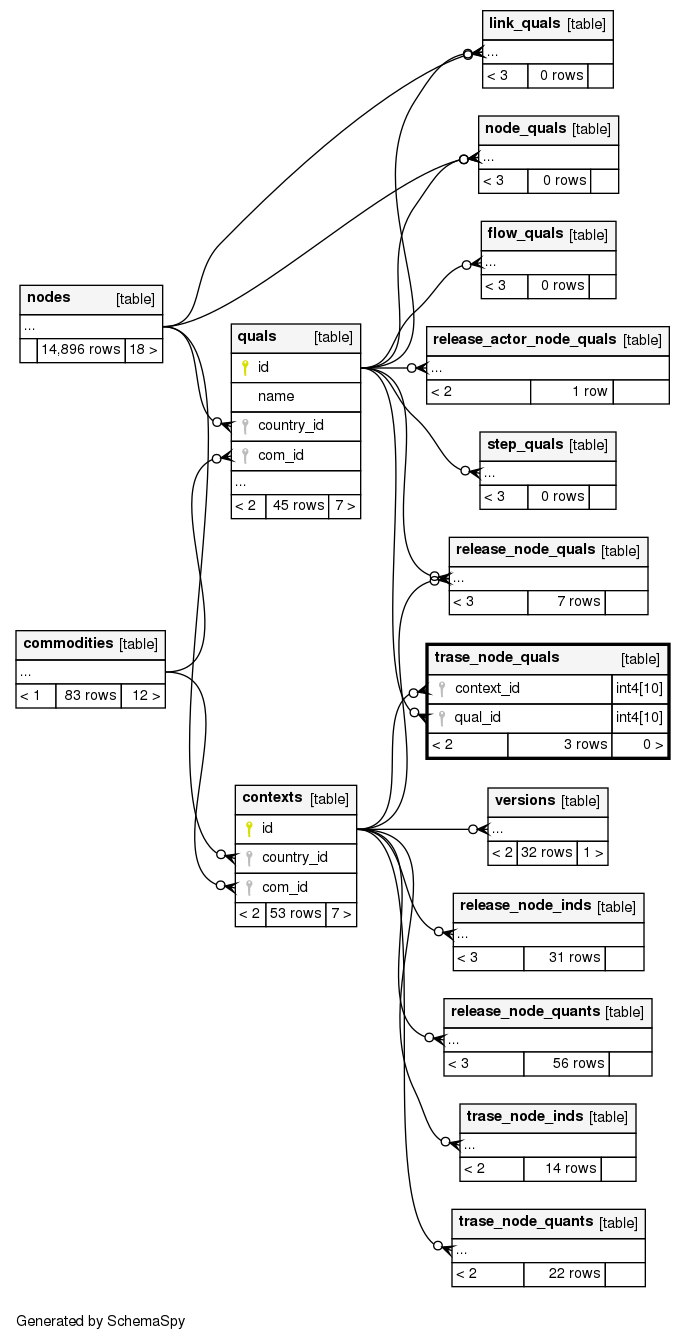 link_quals [table]
...
< 3 0 rows
node_quals [table]
...
< 3 0 rows
flow_quals [table]
...
< 3 0 rows
nodes [table]
...
14,896 rows 18 >
quals [table]
id
name
country_id
com_id
...
< 2 45 rows 7 >
release_actor_node_quals [table]
...
< 2 1 row
step_quals [table]
...
< 3 0 rows
release_node_quals [table]
...
< 3 7 rows
commodities [table]
...
< 1 83 rows 12 >
trase_node_quals [table]
context_id int4[10]
qual_id int4[10]
< 2 3 rows 0 >
contexts [table]
id
country_id
com_id
< 2 53 rows 7 >
versions [table]
...
< 2 32 rows 1 >
release_node_inds [table]
...
< 3 31 rows
release_node_quants [table]
...
< 3 56 rows
trase_node_inds [table]
...
< 2 14 rows
trase_node_quants [table]
...
< 2 22 rows
Generated by SchemaSpy